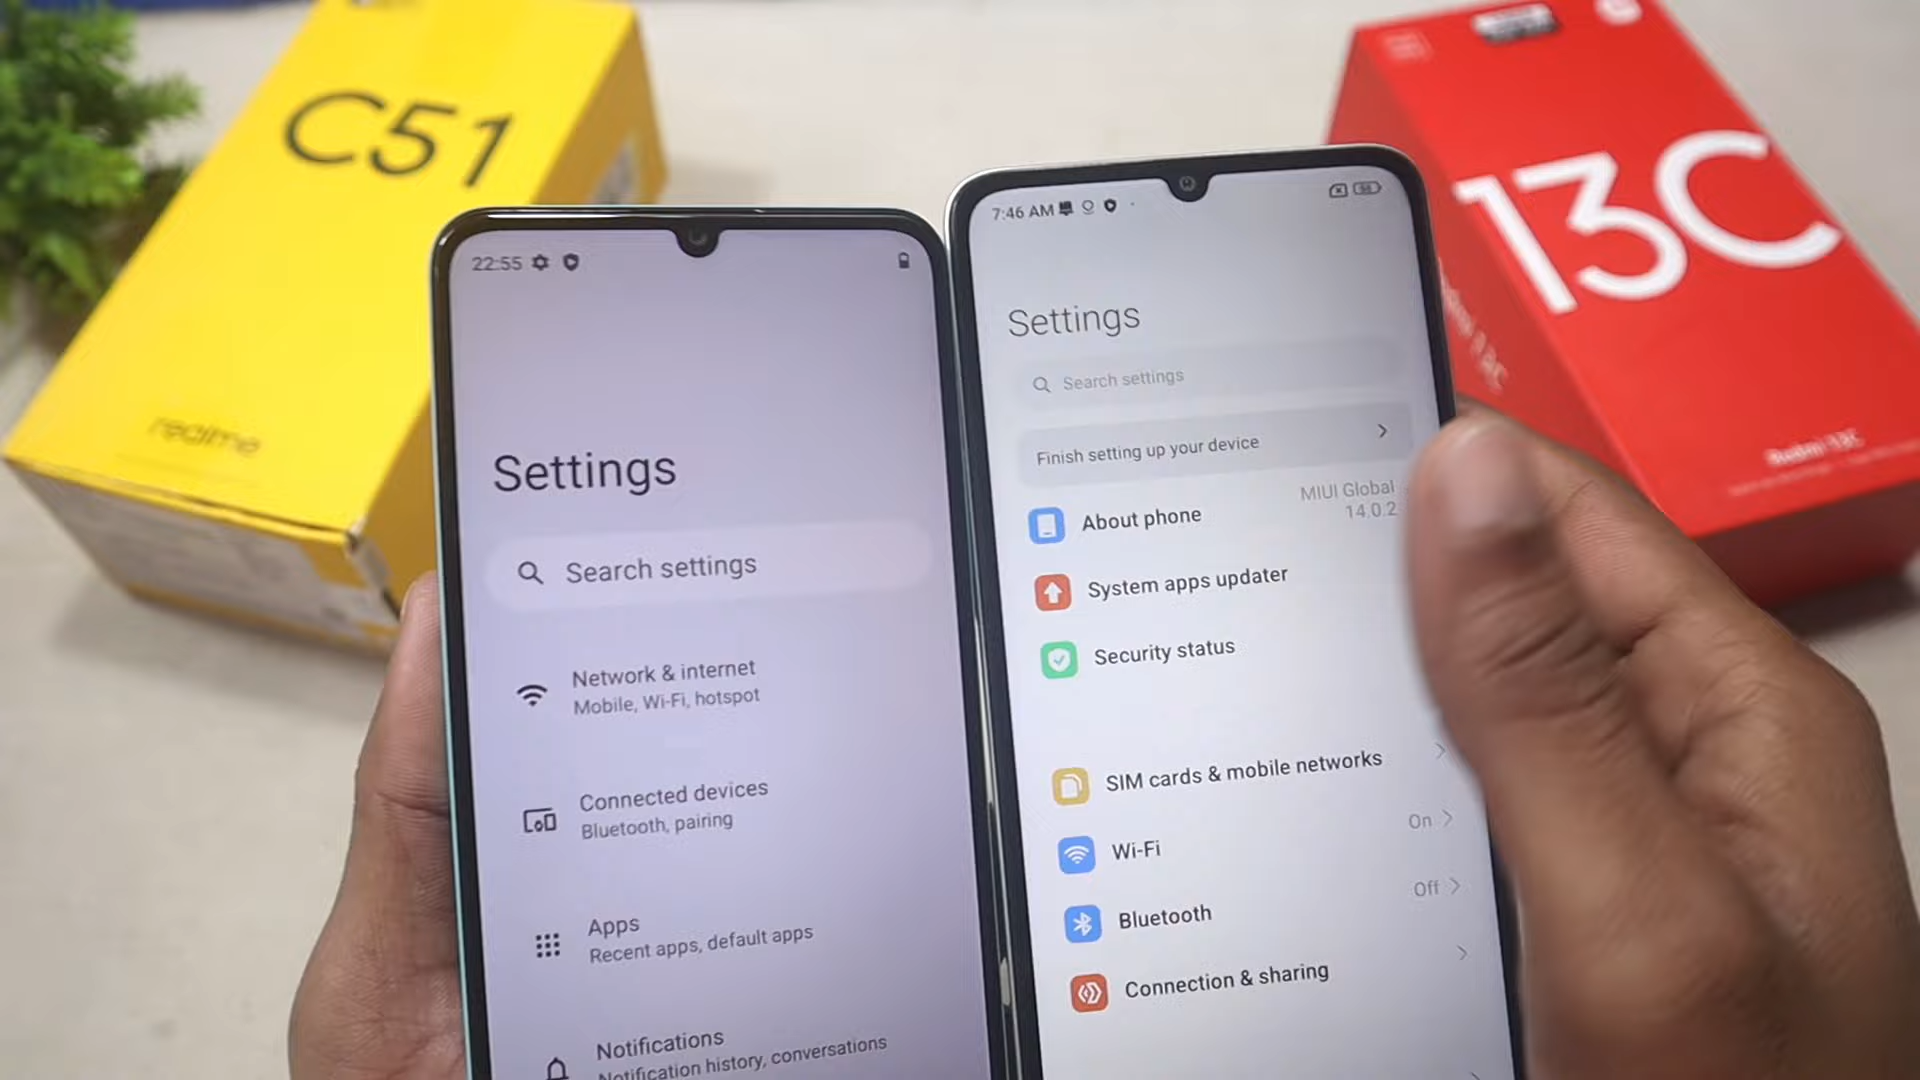 C51
realme
13C
Redmi 13C
22:55
Settings
Search settings
Network & internet
Mobile, Wi-Fi, hotspot
Connected devices
Bluetooth, pairing
Apps
Recent apps, default apps
Notifications
Notification history, conversations
7:46 AM
Settings
Search settings
Finish setting up your device
About phone
MIUI Global
14.0.2
System apps updater
Security status
SIM cards & mobile networks
Wi-Fi
On
Bluetooth
Off
Connection & sharing